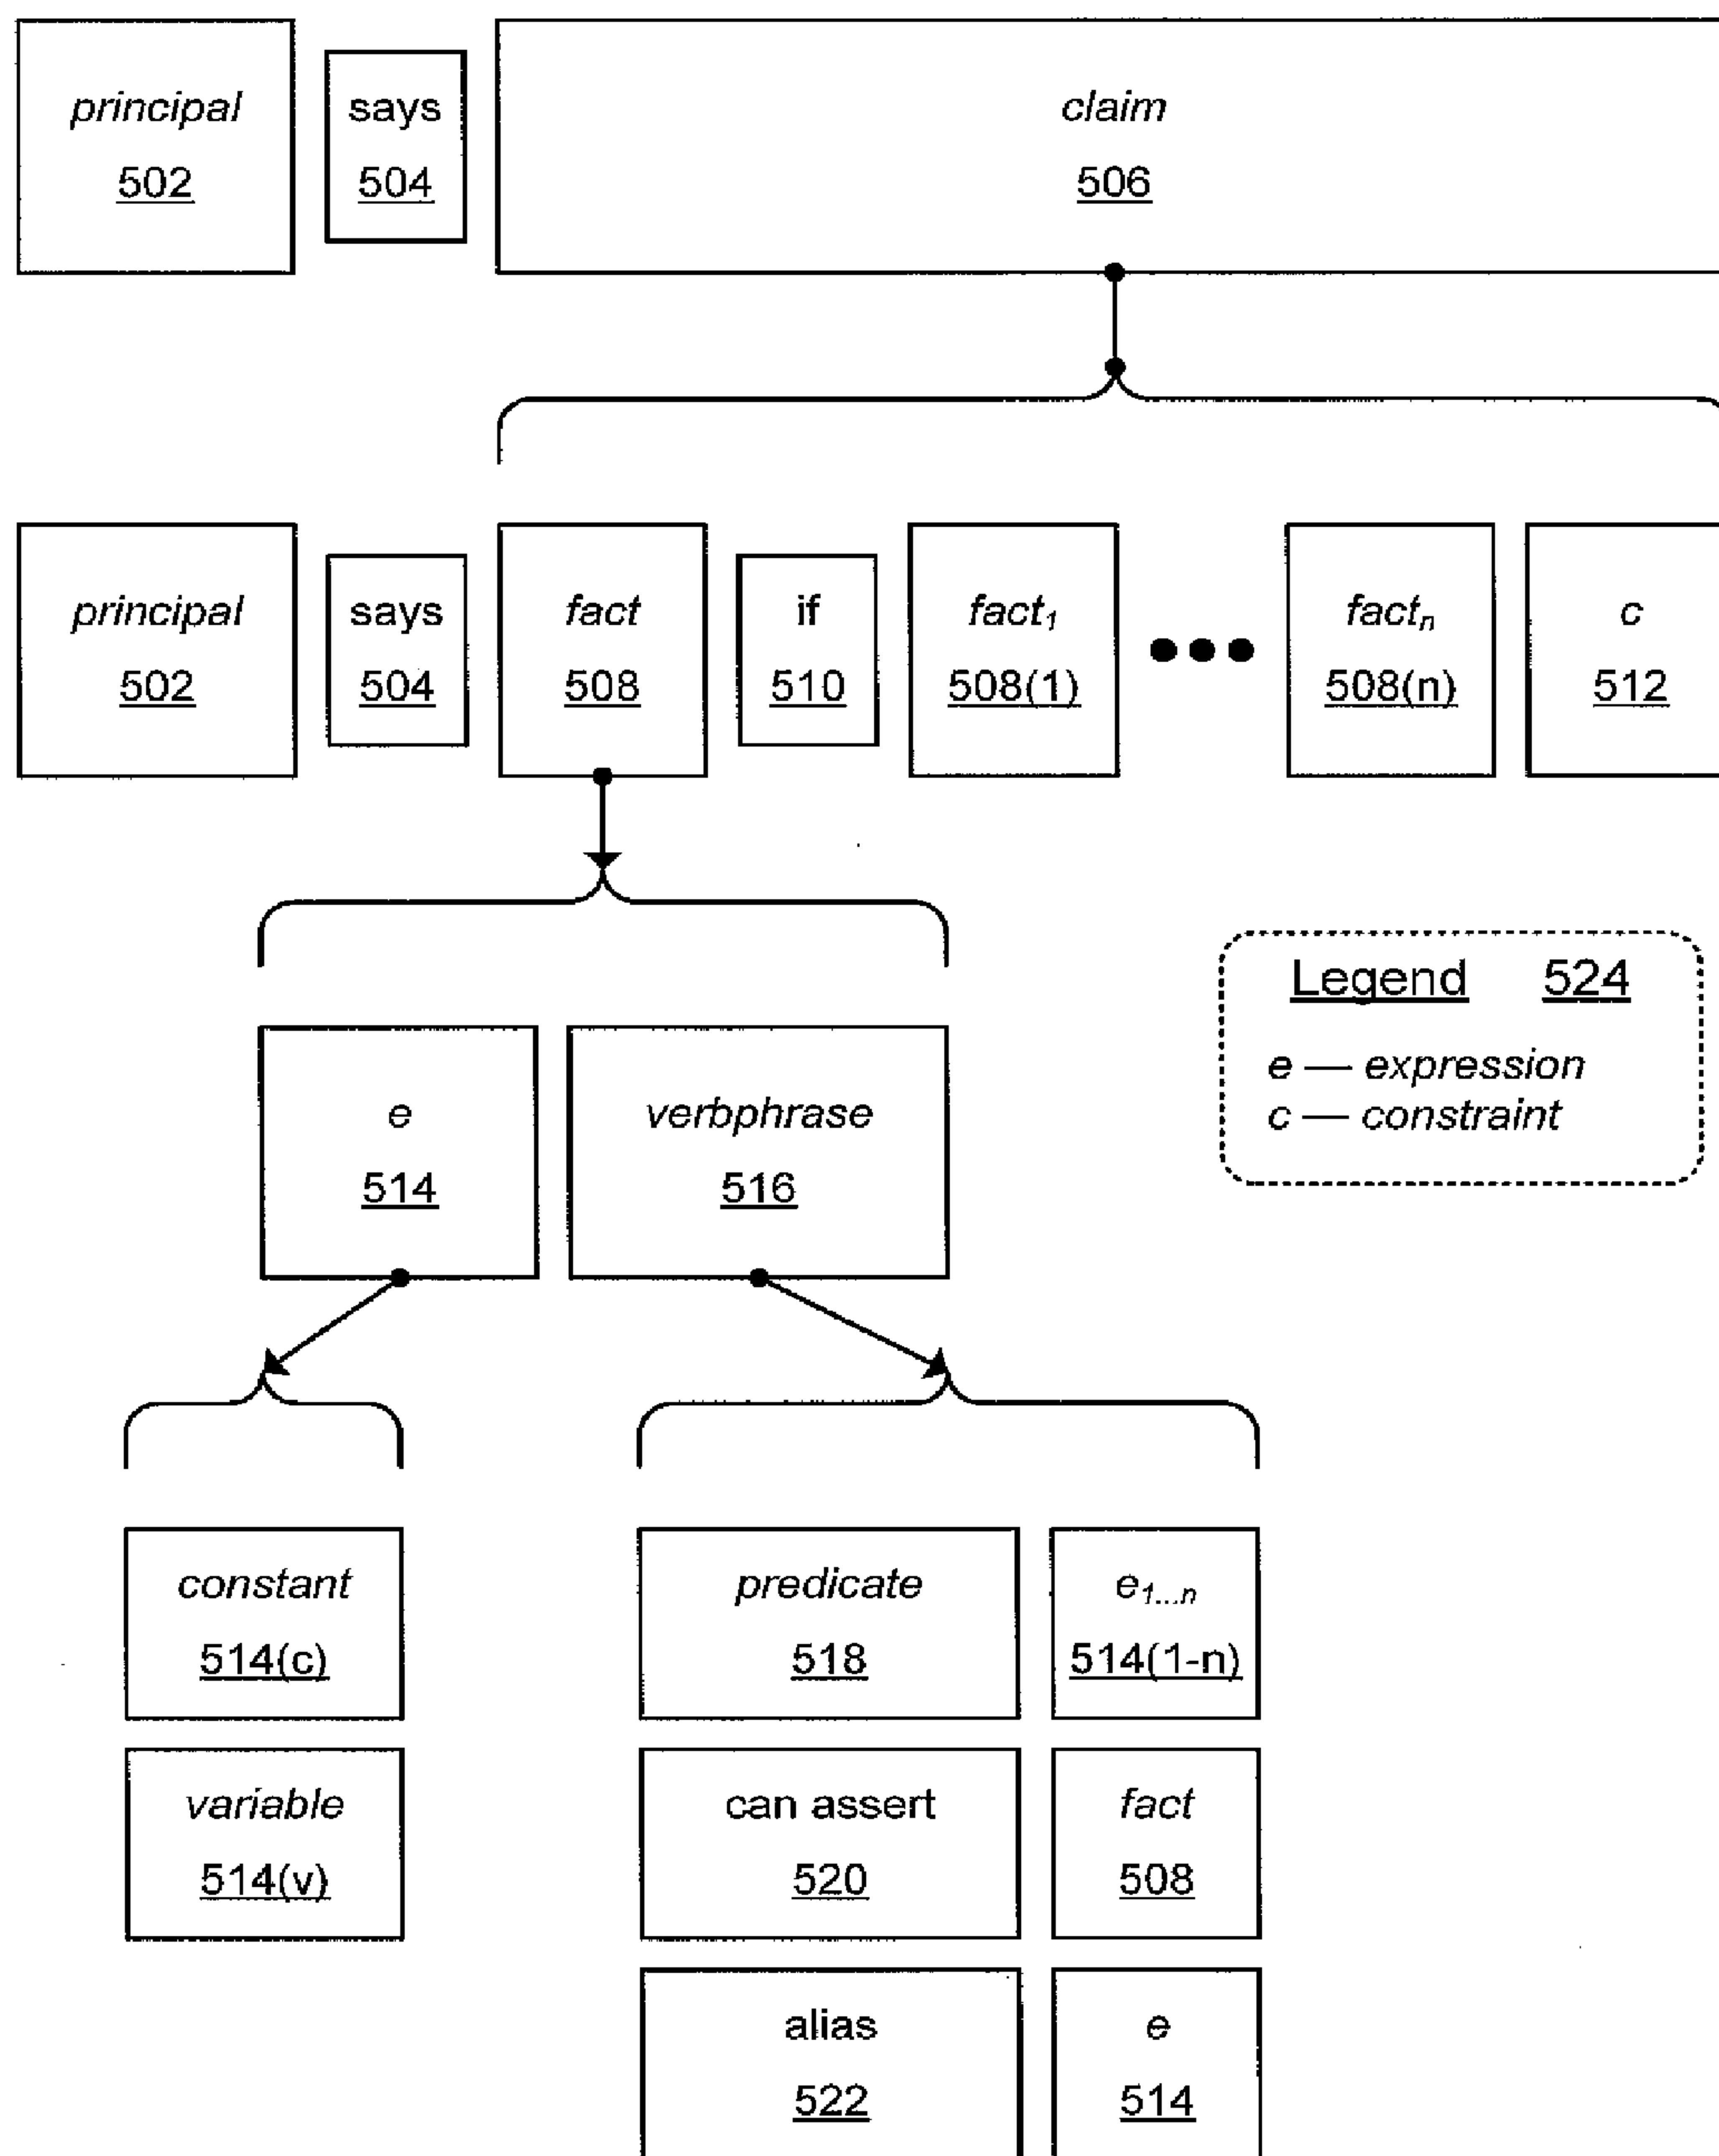 principal says claim
502 504 506
principal says fact if fact₁ ●●● factₙ c
502 504 508 510 508(1) 508(n) 512
Legend 524
e — expression
c — constraint
e verbphrase
514 516
constant predicate e₁...ₙ
514(c) 518 514(1-n)
variable can assert fact
514(v) 520 508
alias e
522 514